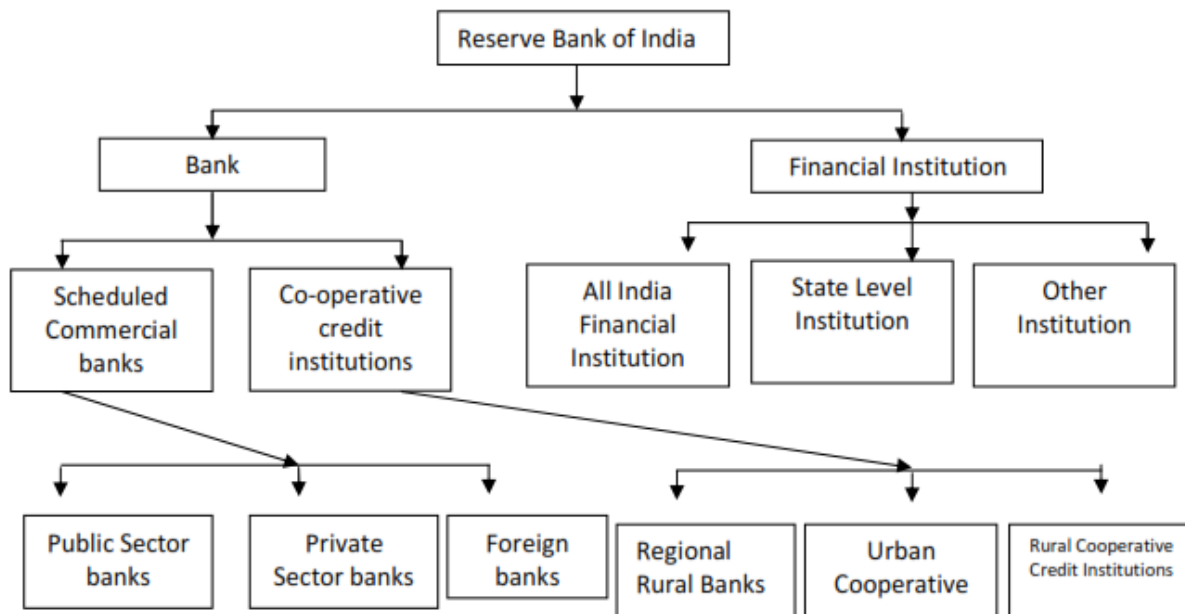 Reserve Bank of India
Bank
Financial Institution
Scheduled
Commercial
banks
Co-operative
credit
institutions
All India
Financial
Institution
State Level
Institution
Other
Institution
Public Sector
banks
Private
Sector banks
Foreign
banks
Regional
Rural Banks
Urban
Cooperative
Rural Cooperative
Credit Institutions